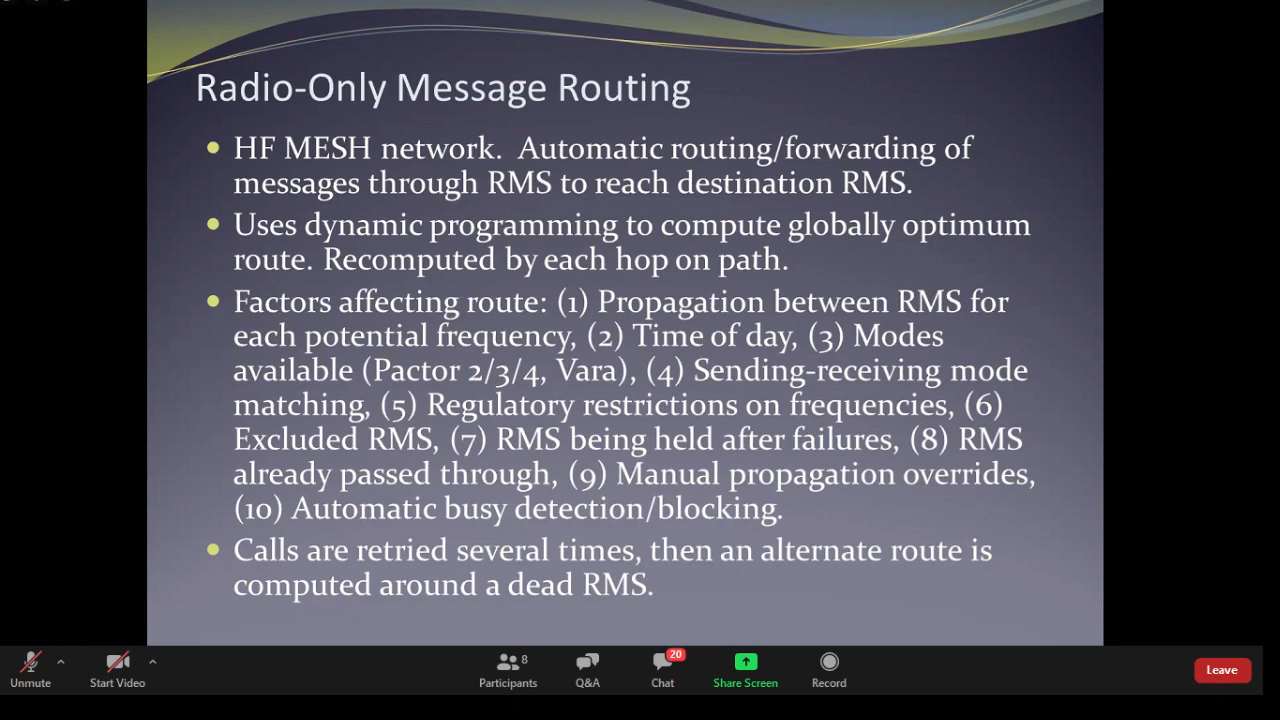 Radio-Only Message Routing
HF MESH network.  Automatic routing/forwarding of
messages through RMS to reach destination RMS.
Uses dynamic programming to compute globally optimum
route. Recomputed by each hop on path.
Factors affecting route: (1) Propagation between RMS for
each potential frequency, (2) Time of day, (3) Modes
available (Pactor 2/3/4, Vara), (4) Sending-receiving mode
matching, (5) Regulatory restrictions on frequencies, (6)
Excluded RMS, (7) RMS being held after failures, (8) RMS
already passed through, (9) Manual propagation overrides,
(10) Automatic busy detection/blocking.
Calls are retried several times, then an alternate route is
computed around a dead RMS.
8
20
Unmute
Start Video
Participants
Q&A
Chat
Share Screen
Record
Leave